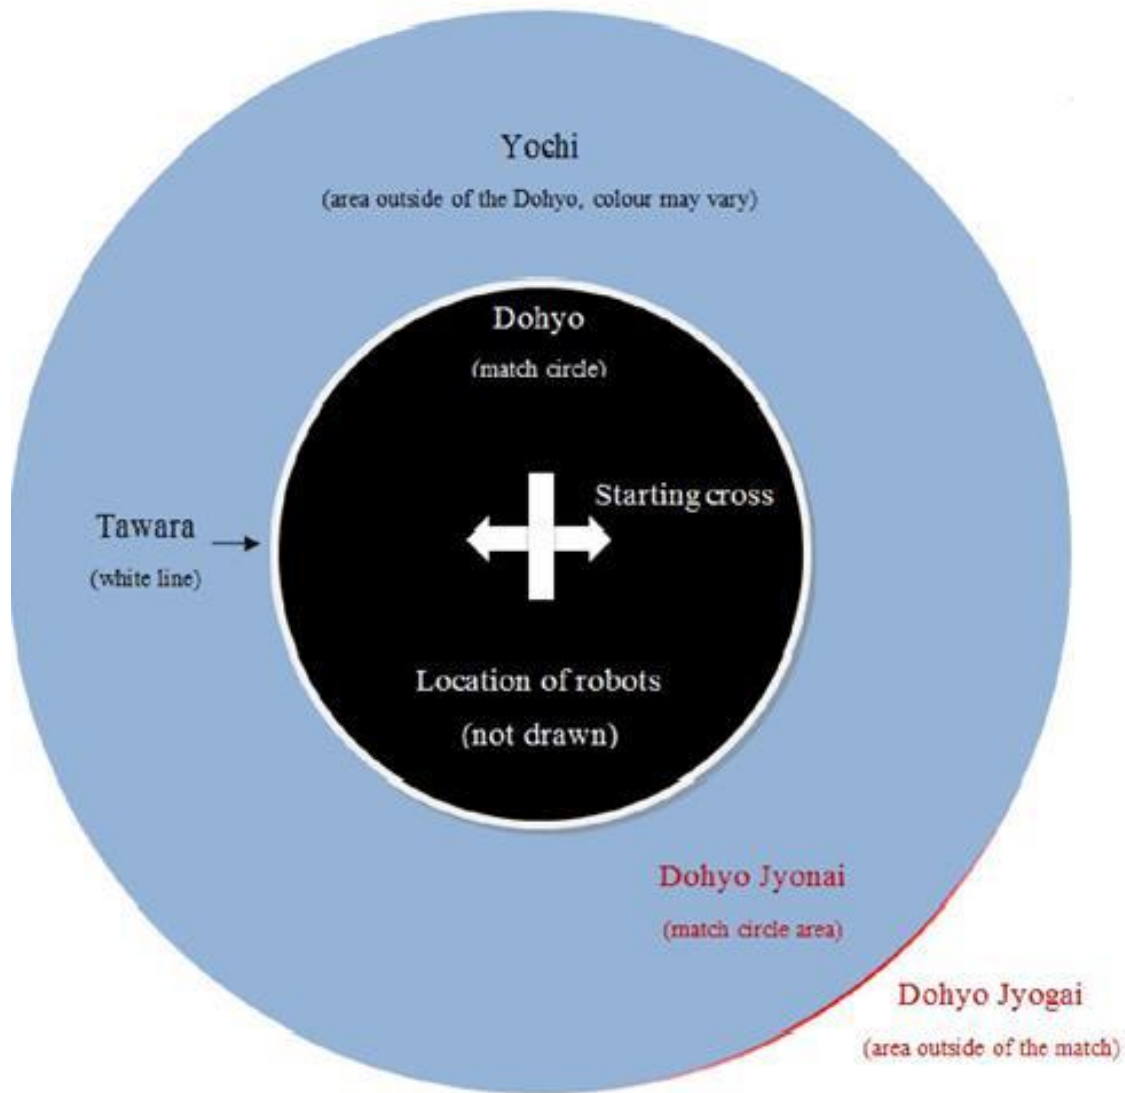 Yochi
(area outside of the Dohyo, colour may vary)
Dohyo
(match circle)
Starting cross
Tawara
(white line)
Location of robots
(not drawn)
Dohyo Jyonai
(match circle area)
Dohyo Jyogai
(area outside of the match)